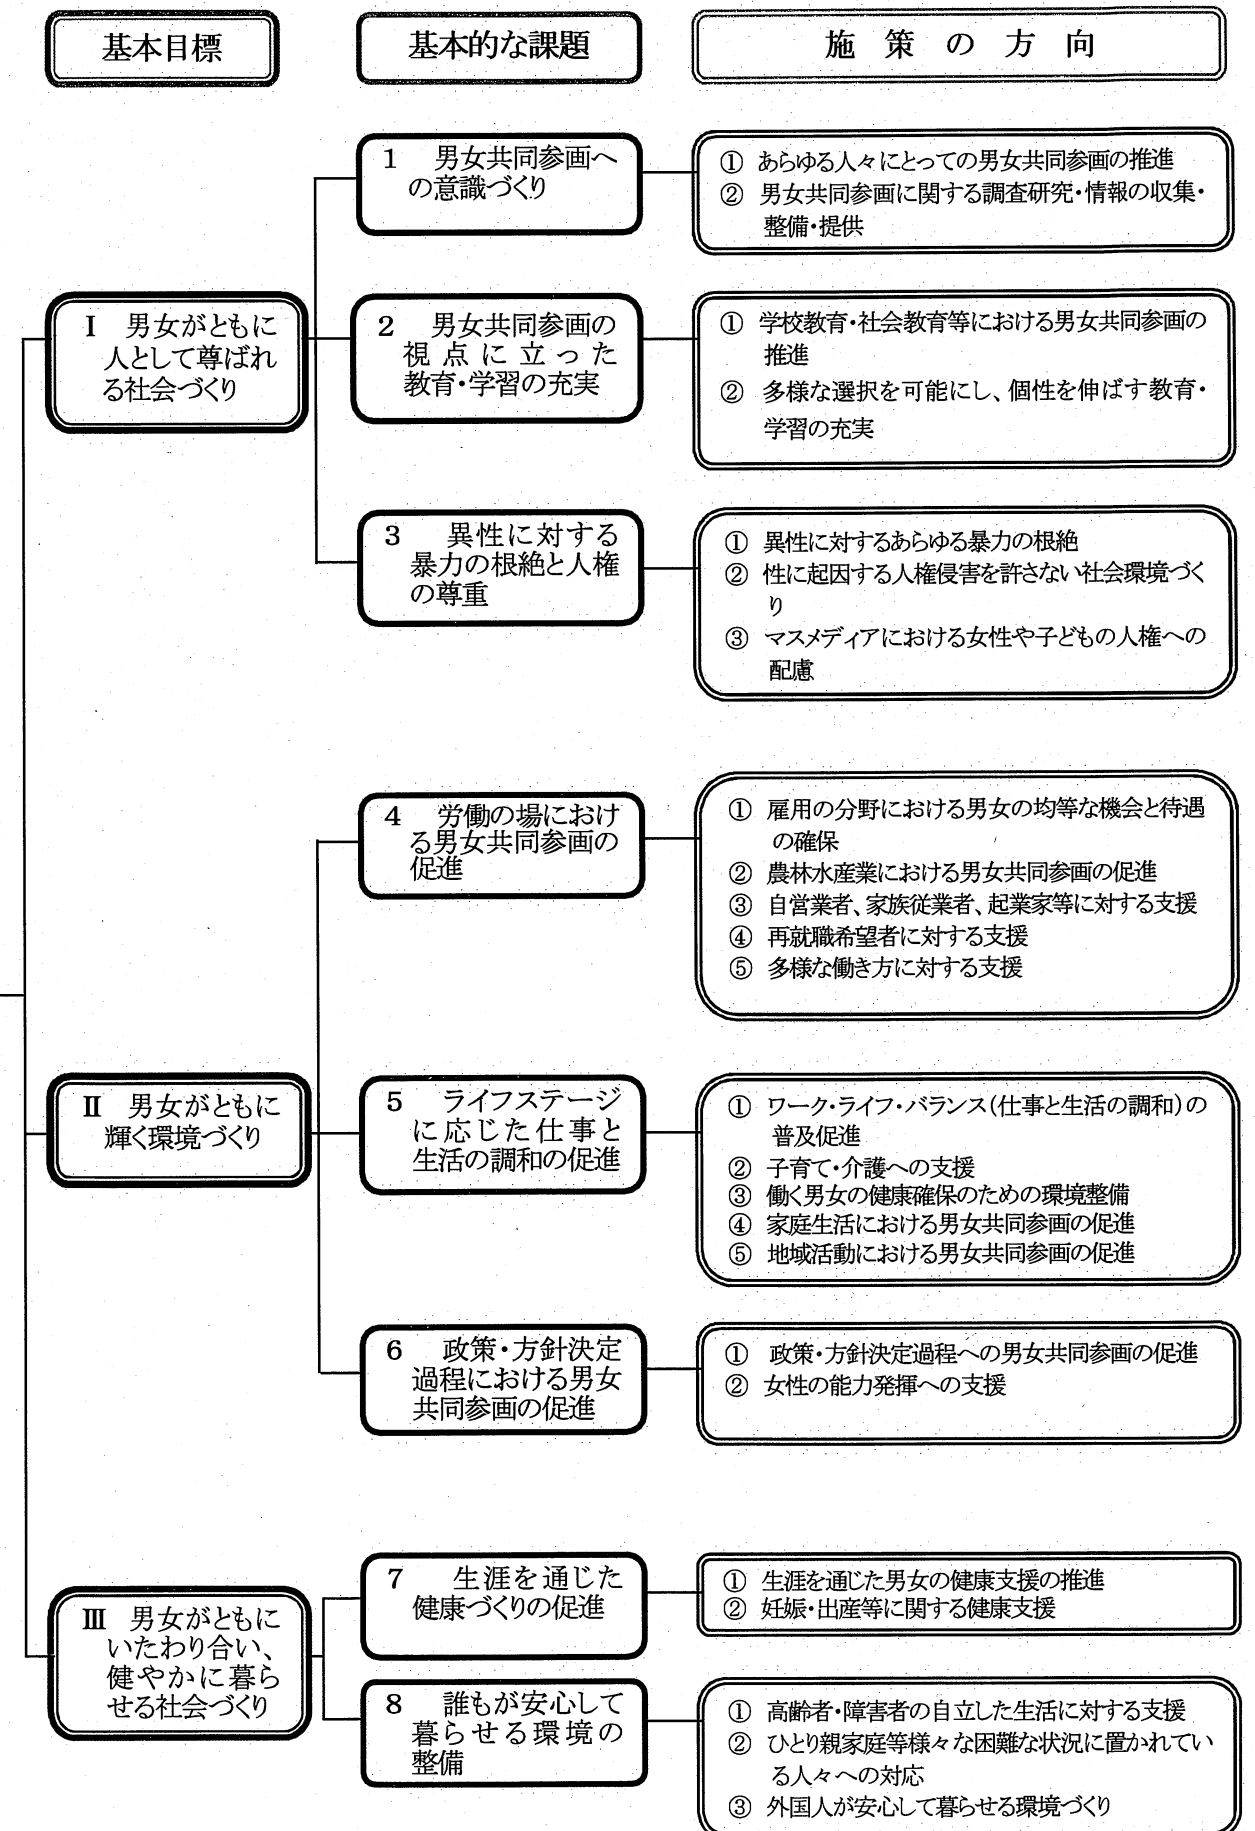 基本目標
基本的な課題
施 策 の 方 向
Ⅰ 男女がともに
人として尊ばれ
る社会づくり
1 男女共同参画へ
の意識づくり
① あらゆる人々にとっての男女共同参画の推進
② 男女共同参画に関する調査研究・情報の収集・
整備・提供
2 男女共同参画の
視点に立った
教育・学習の充実
① 学校教育・社会教育等における男女共同参画の
推進
② 多様な選択を可能にし、個性を伸ばす教育・
学習の充実
3 異性に対する
暴力の根絶と人権
の尊重
① 異性に対するあらゆる暴力の根絶
② 性に起因する人権侵害を許さない社会環境づく
り
③ マスメディアにおける女性や子どもの人権への
配慮
Ⅱ 男女がともに
輝く環境づくり
4 労働の場におけ
る男女共同参画の
促進
① 雇用の分野における男女の均等な機会と待遇
の確保
② 農林水産業における男女共同参画の促進
③ 自営業者、家族従業者、起業家等に対する支援
④ 再就職希望者に対する支援
⑤ 多様な働き方に対する支援
5 ライフステージ
に応じた仕事と
生活の調和の促進
① ワーク・ライフ・バランス(仕事と生活の調和)の
普及促進
② 子育て・介護への支援
③ 働く男女の健康確保のための環境整備
④ 家庭生活における男女共同参画の促進
⑤ 地域活動における男女共同参画の促進
6 政策・方針決定
過程における男女
共同参画の促進
① 政策・方針決定過程への男女共同参画の促進
② 女性の能力発揮への支援
Ⅲ 男女がともに
いたわり合い、
健やかに暮ら
せる社会づくり
7 生涯を通じた
健康づくりの促進
① 生涯を通じた男女の健康支援の推進
② 妊娠・出産等に関する健康支援
8 誰もが安心して
暮らせる環境の
整備
① 高齢者・障害者の自立した生活に対する支援
② ひとり親家庭等様々な困難な状況に置かれてい
る人々への対応
③ 外国人が安心して暮らせる環境づくり